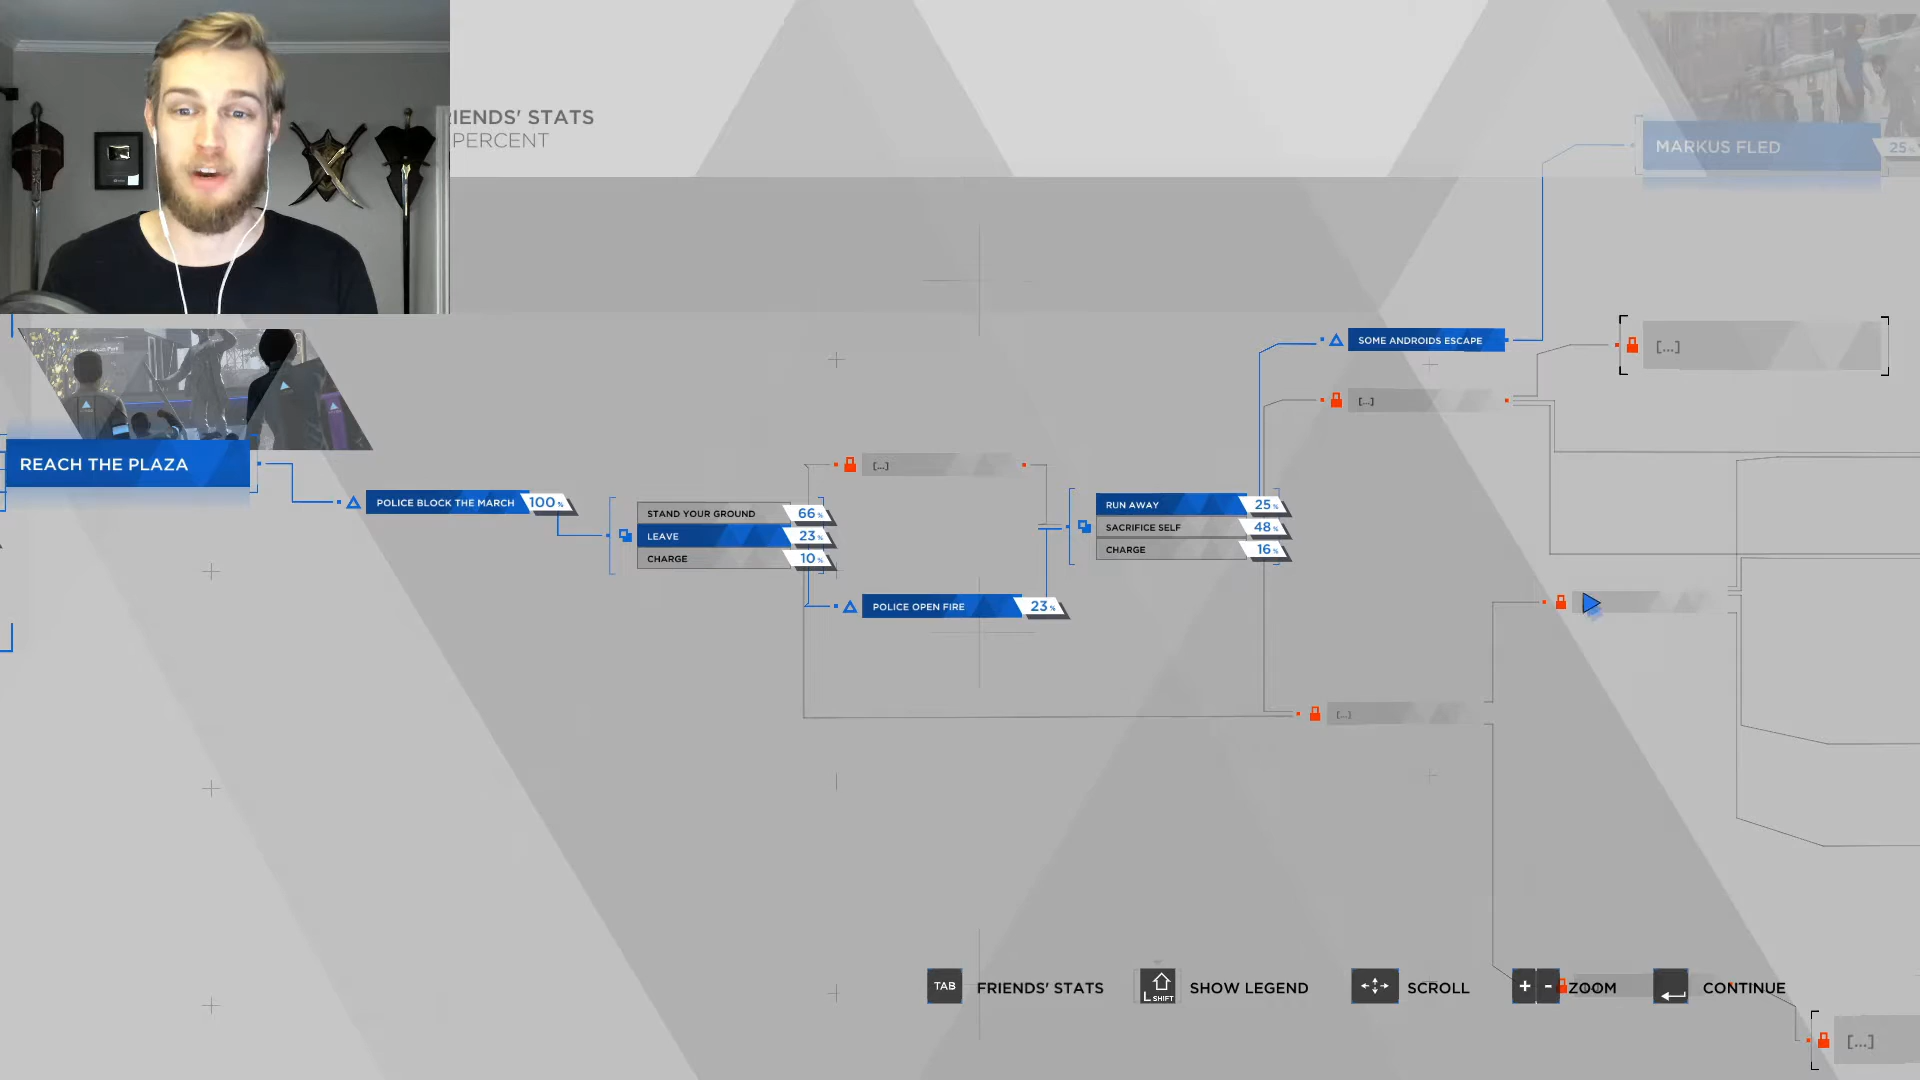 IENDS' STATS
PERCENT
MARKUS FLED
25%
SOME ANDROIDS ESCAPE
[...]
[...]
REACH THE PLAZA
POLICE BLOCK THE MARCH 100%
[...]
STAND YOUR GROUND 66%
LEAVE 23%
CHARGE 10%
RUN AWAY 25%
SACRIFICE SELF 48%
CHARGE 16%
POLICE OPEN FIRE 23%
[...]
TAB FRIENDS' STATS
L SHIFT SHOW LEGEND
SCROLL
+ - ZOOM
CONTINUE
[...]